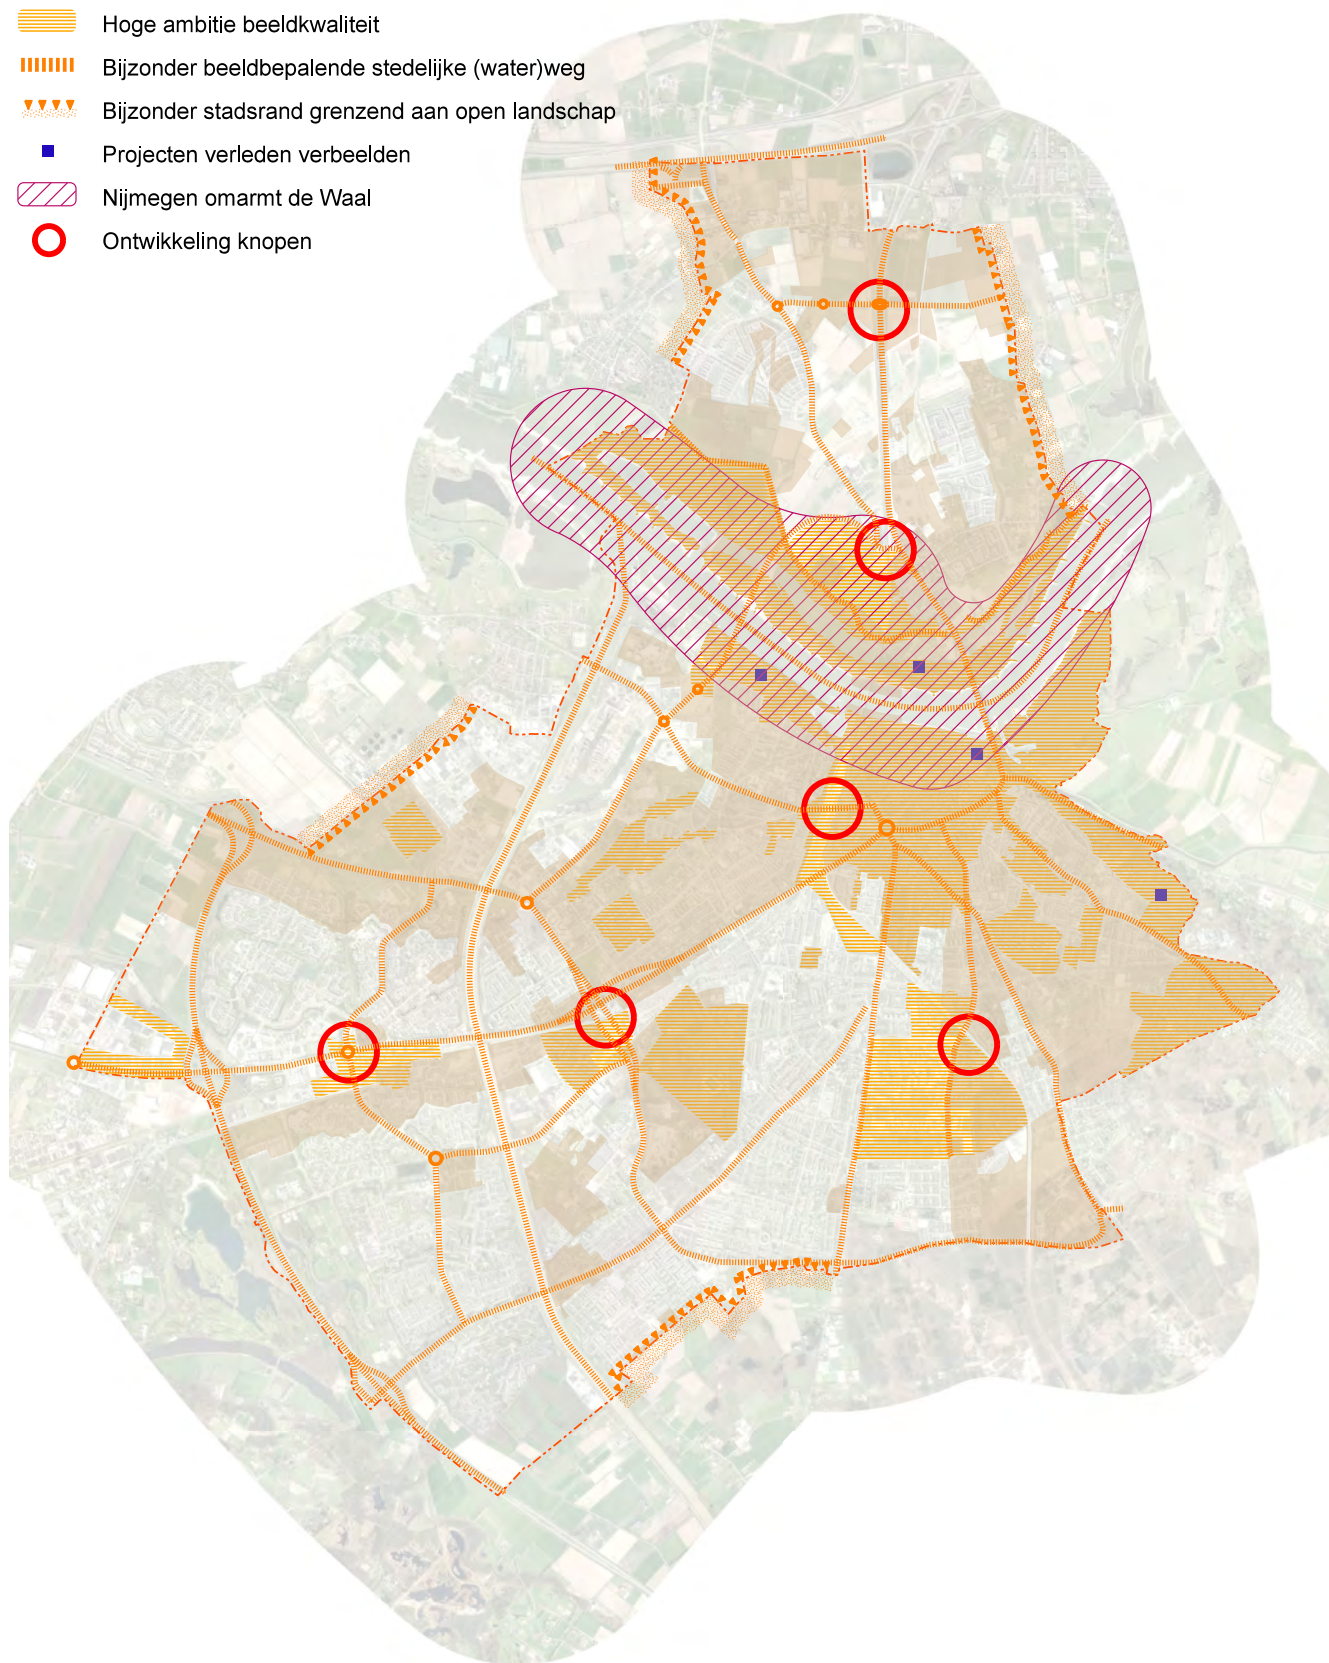 Hoge ambitie beeldkwaliteit
Bijzonder beeldbepalende stedelijke (water)weg
Bijzonder stadsrand grenzend aan open landschap
Projecten verleden verbeelden
Nijmegen omarmt de Waal
Ontwikkeling knopen